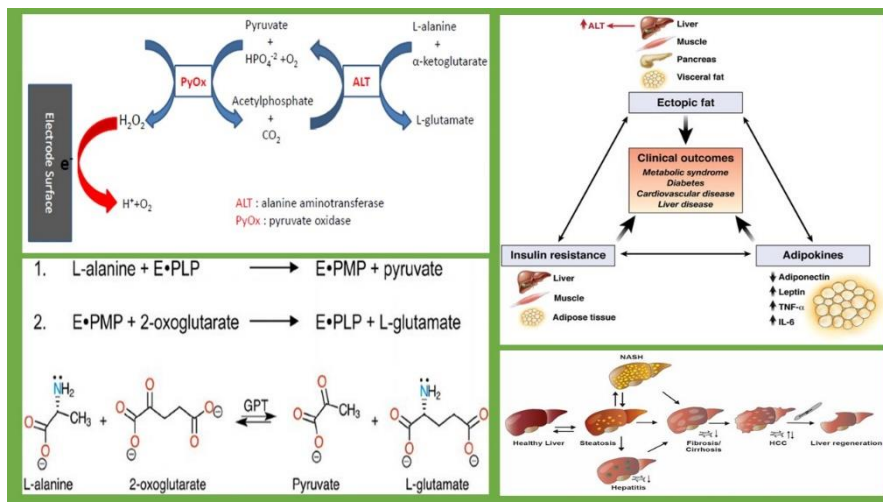 Pyruvate
+
HPO₄⁻² +O₂
L-alanine
+
α-ketoglutarate
PyOx
ALT
Acetylphosphate
+
CO₂
L-glutamate
Electrode Surface
e⁻
H₂O₂
H⁺+O₂
ALT : alanine aminotransferase
PyOx : pyruvate oxidase
1. L-alanine + E•PLP → E•PMP + pyruvate
2. E•PMP + 2-oxoglutarate → E•PLP + L-glutamate
NH₂
CH₃
O
O
⊖
+
O
O
O
O
O
⊖
⊖
GPT
⇌
O
O
O
CH₃
⊖
+
NH₂
O
O
O
O
⊖
⊖
L-alanine
2-oxoglutarate
Pyruvate
L-glutamate
↑ ALT
Liver
Muscle
Pancreas
Visceral fat
Ectopic fat
Clinical outcomes
Metabolic syndrome
Diabetes
Cardiovascular disease
Liver disease
Insulin resistance
Liver
Muscle
Adipose tissue
Adipokines
↓ Adiponectin
↑ Leptin
↑ TNF-α
↑ IL-6
NASH
Healthy Liver
Steatosis
Fibrosis/
Cirrhosis
HCC
Liver regeneration
Hepatitis